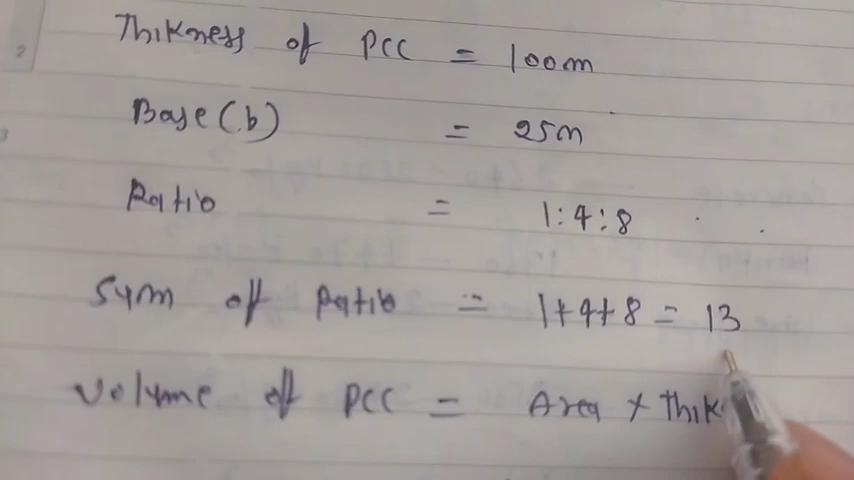 Thikness of PCC = 100m
Base (b) = 25m
Ratio = 1:4:8
Sum of Ratio = 1+4+8 = 13
Volume of PCC = Area x Thik